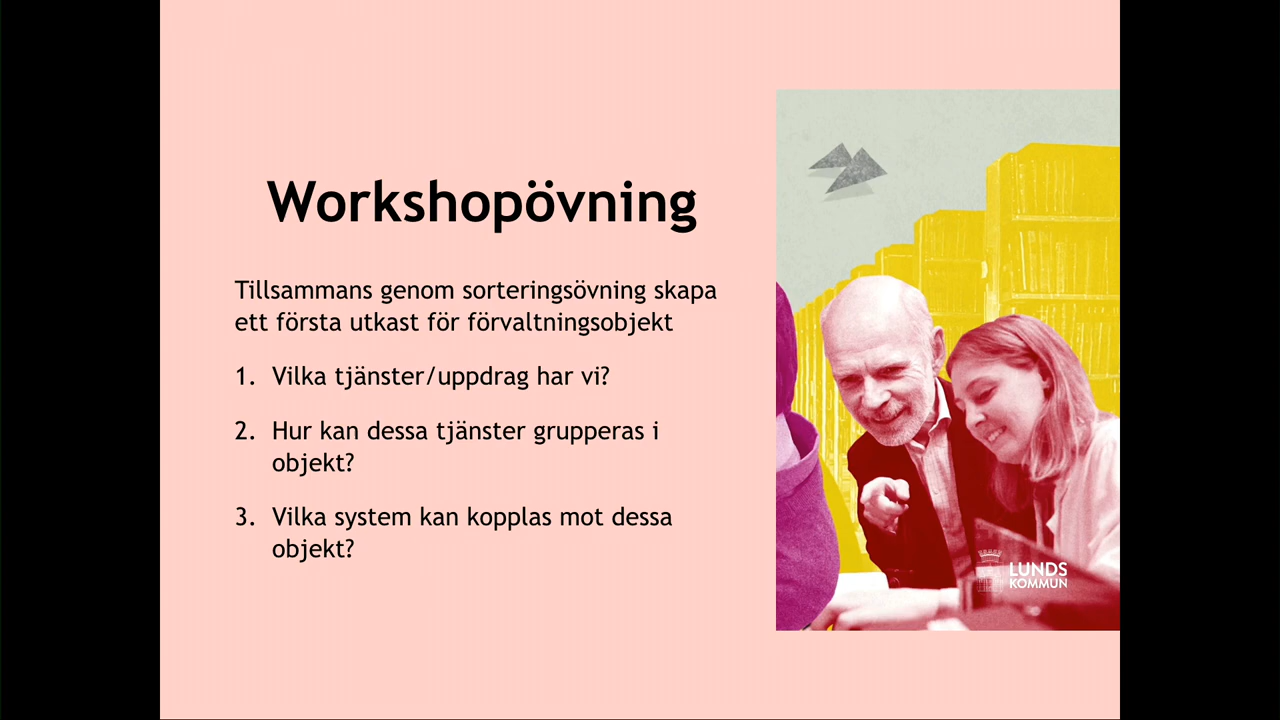 Workshopövning
Tillsammans genom sorteringsövning skapa
ett första utkast för förvaltningsobjekt
1. Vilka tjänster/uppdrag har vi?
2. Hur kan dessa tjänster grupperas i
objekt?
3. Vilka system kan kopplas mot dessa
objekt?
LUNDS
KOMMUN